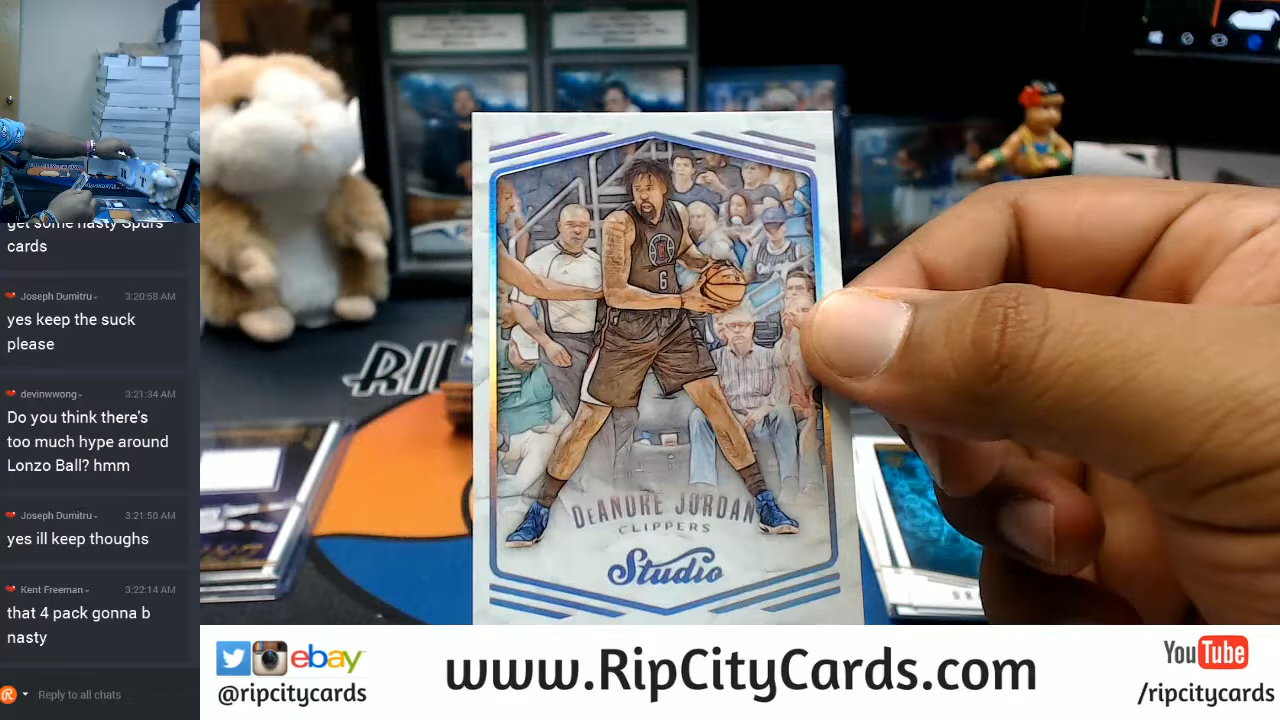 get some nasty Spurs
cards
Joseph Dumitru
3:20:58 AM
yes keep the suck
please
devinwwong
3:21:34 AM
Do you think there's
too much hype around
Lonzo Ball? hmm
Joseph Dumitru
3:21:50 AM
yes ill keep thoughs
Kent Freeman
3:22:14 AM
that 4 pack gonna b
nasty
Reply to all chats
6
DeANDRE JORDAN
CLIPPERS
Studio
ebay
@ripcitycards
www.RipCityCards.com
YouTube
/ripcitycards